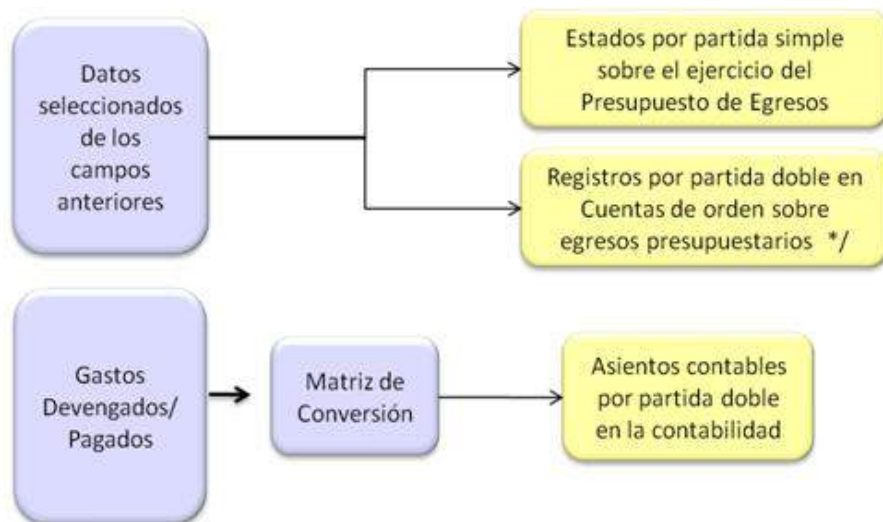 Datos
seleccionados
de los
campos
anteriores
Estados por partida simple
sobre el ejercicio del
Presupuesto de Egresos
Registros por partida doble en
Cuentas de orden sobre
egresos presupuestarios */
Gastos
Devengados/
Pagados
Matriz de
Conversión
Asientos contables
por partida doble
en la contabilidad